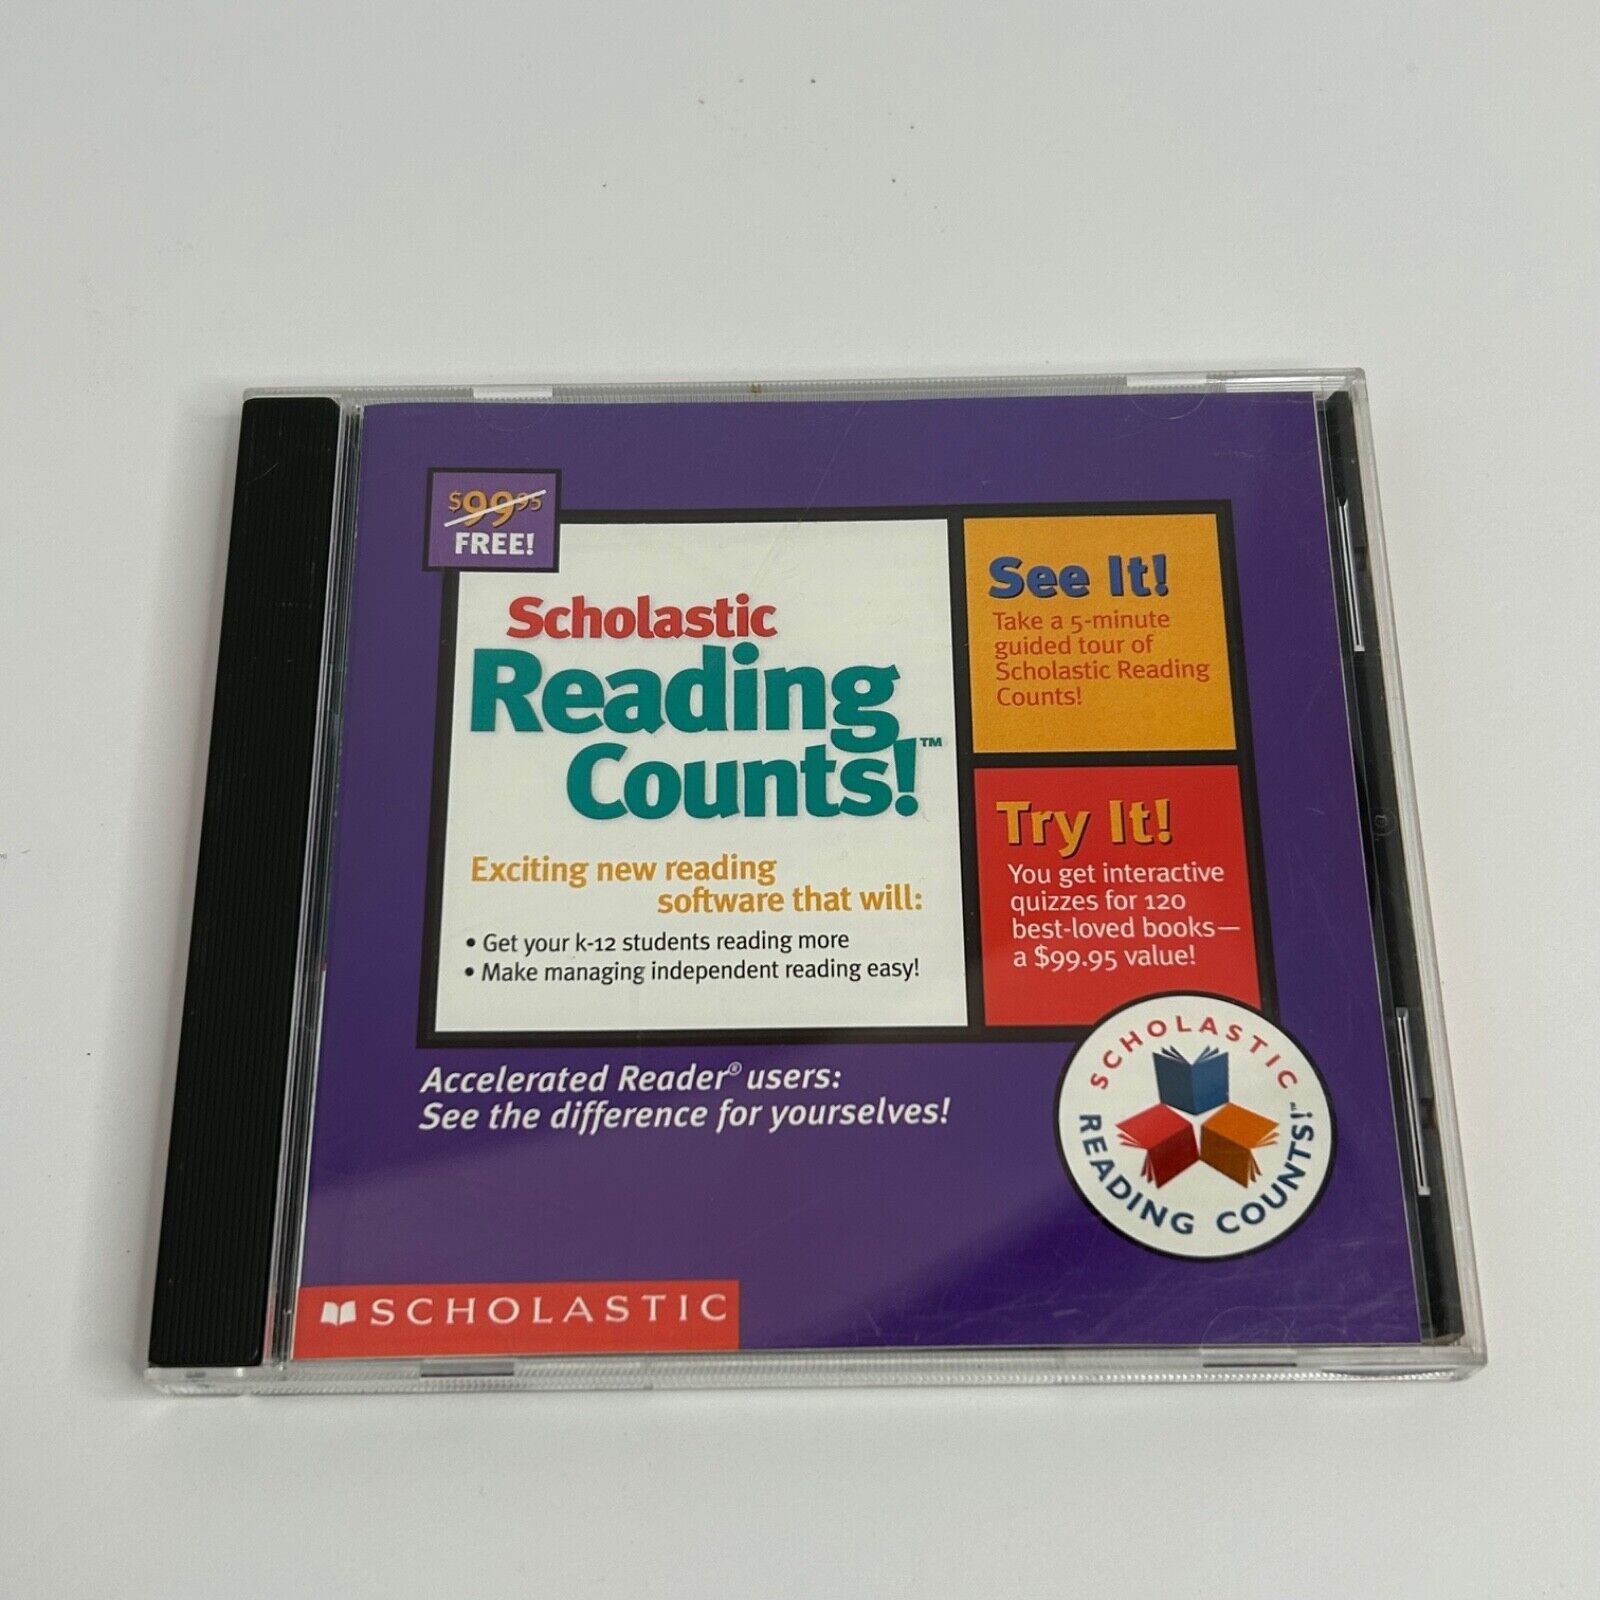 $99.95
FREE!
Scholastic
Reading
Counts!™
Exciting new reading
software that will:
• Get your k-12 students reading more
• Make managing independent reading easy!
See It!
Take a 5-minute
guided tour of
Scholastic Reading
Counts!
Try It!
You get interactive
quizzes for 120
best-loved books—
a $99.95 value!
Accelerated Reader® users:
See the difference for yourselves!
SCHOLASTIC
READING COUNTS!™
SCHOLASTIC